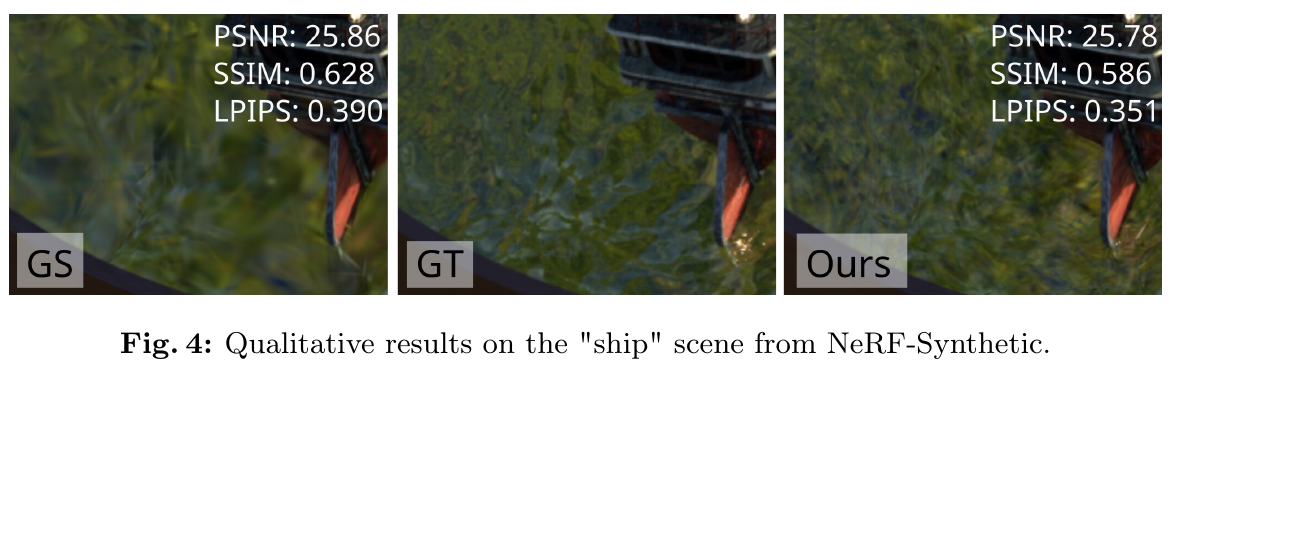 PSNR: 25.86
SSIM: 0.628
LPIPS: 0.390
GS
GT
PSNR: 25.78
SSIM: 0.586
LPIPS: 0.351
Ours
Fig. 4: Qualitative results on the "ship" scene from NeRF-Synthetic.